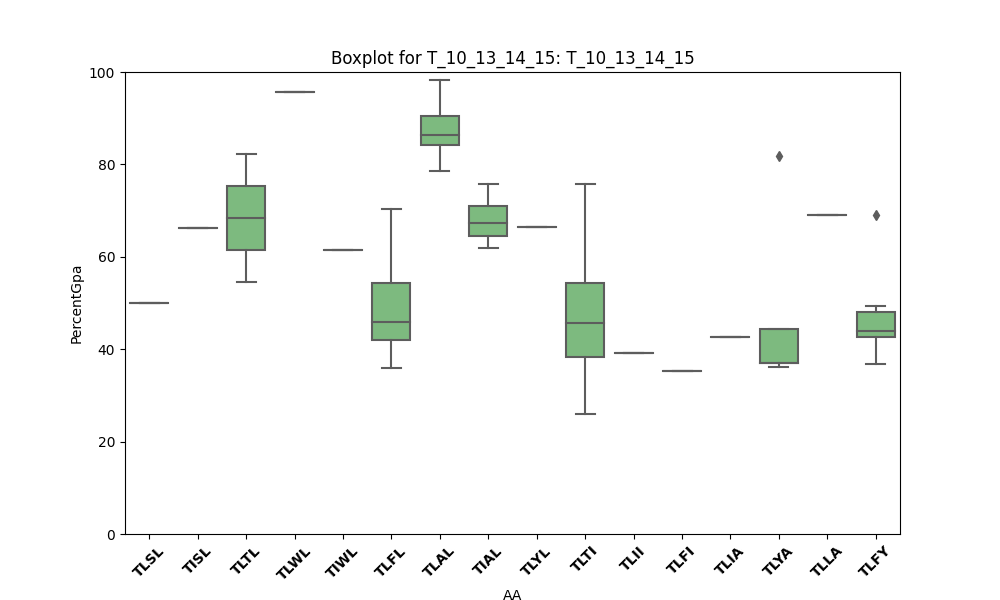 Boxplot for T_10_13_14_15: T_10_13_14_15
100
80
60
40
20
0
PercentGpa
TLSL TISL TLTL TLWL TIWL TLFL TLAL TIAL TLYL TLTI TLII TLFI TLIA TLYA TLLA TLFY
AA